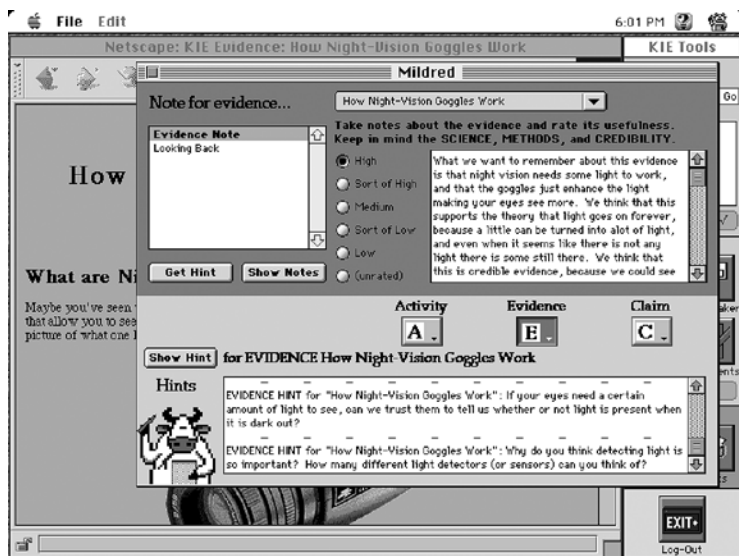 File Edit 6:01 PM
Netscape: KIE Evidence: How Night-Vision Goggles Work
KIE Tools
Mildred
Go
Note for evidence...
How Night-Vision Goggles Work
Evidence Note
Looking Back
Take notes about the evidence and rate its usefulness.
Keep in mind the SCIENCE, METHODS, and CREDIBILITY.
High
Sort of High
Medium
Sort of Low
Low
(unrated)
What we want to remember about this evidence
is that night vision needs some light to work,
and that the goggles just enhance the light
making your eyes see more. We think that this
supports the theory that light goes on forever,
because a little can be turned into alot of light,
and even when it seems like there is not any
light there is some still there. We think that
this is credible evidence, because we could see
Get Hint
Show Notes
How
What are Ni
Maybe you've seen
that allow you to see
picture of what one l
Activity
Evidence
Claim
A
E
C
Show Hint
for EVIDENCE How Night-Vision Goggles Work
Hints
EVIDENCE HINT for "How Night-Vision Goggles Work": If your eyes need a certain
amount of light to see, can we trust them to tell us whether or not light is present when
it is dark out?
EVIDENCE HINT for "How Night-Vision Goggles Work": Why do you think detecting light is
so important? How many different light detectors (or sensors) can you think of?
EXIT
Log-Out